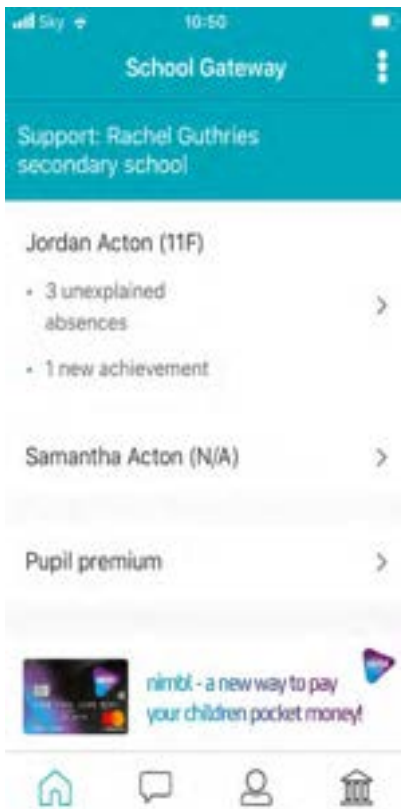 Sky 10:50
School Gateway
Support: Rachel Guthries
secondary school
Jordan Acton (11F)
• 3 unexplained
absences
• 1 new achievement
Samantha Acton (N/A)
Pupil premium
nimbl - a new way to pay
your children pocket money!